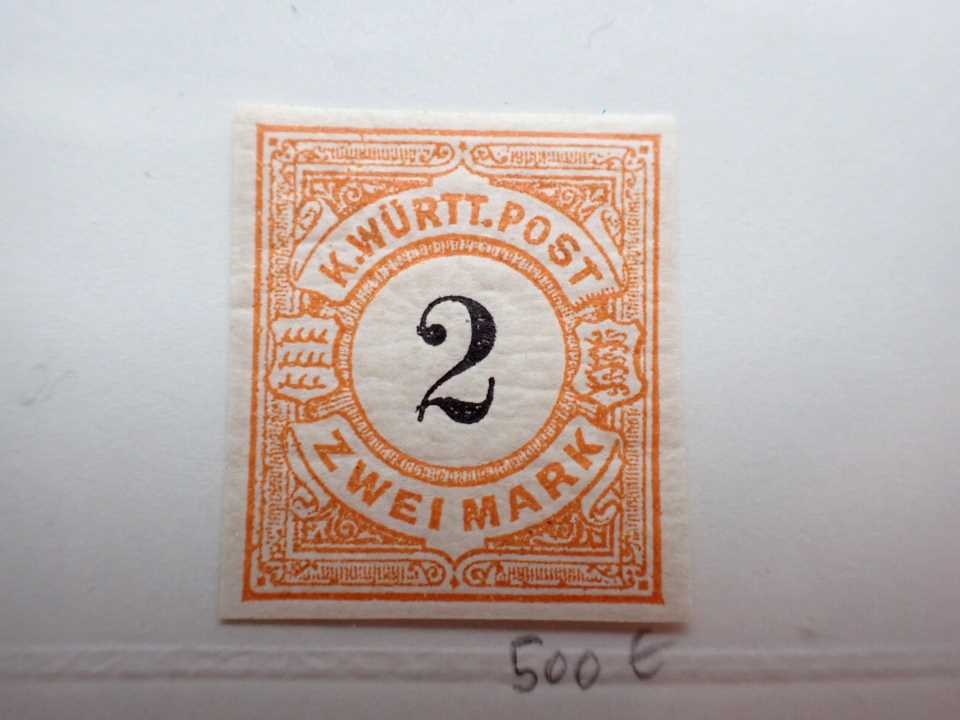 K. WÜRTT. POST
2
ZWEI MARK
500 €